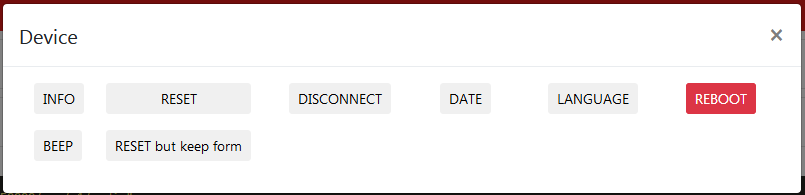 Device ×
INFO RESET DISCONNECT DATE LANGUAGE REBOOT
BEEP RESET but keep form